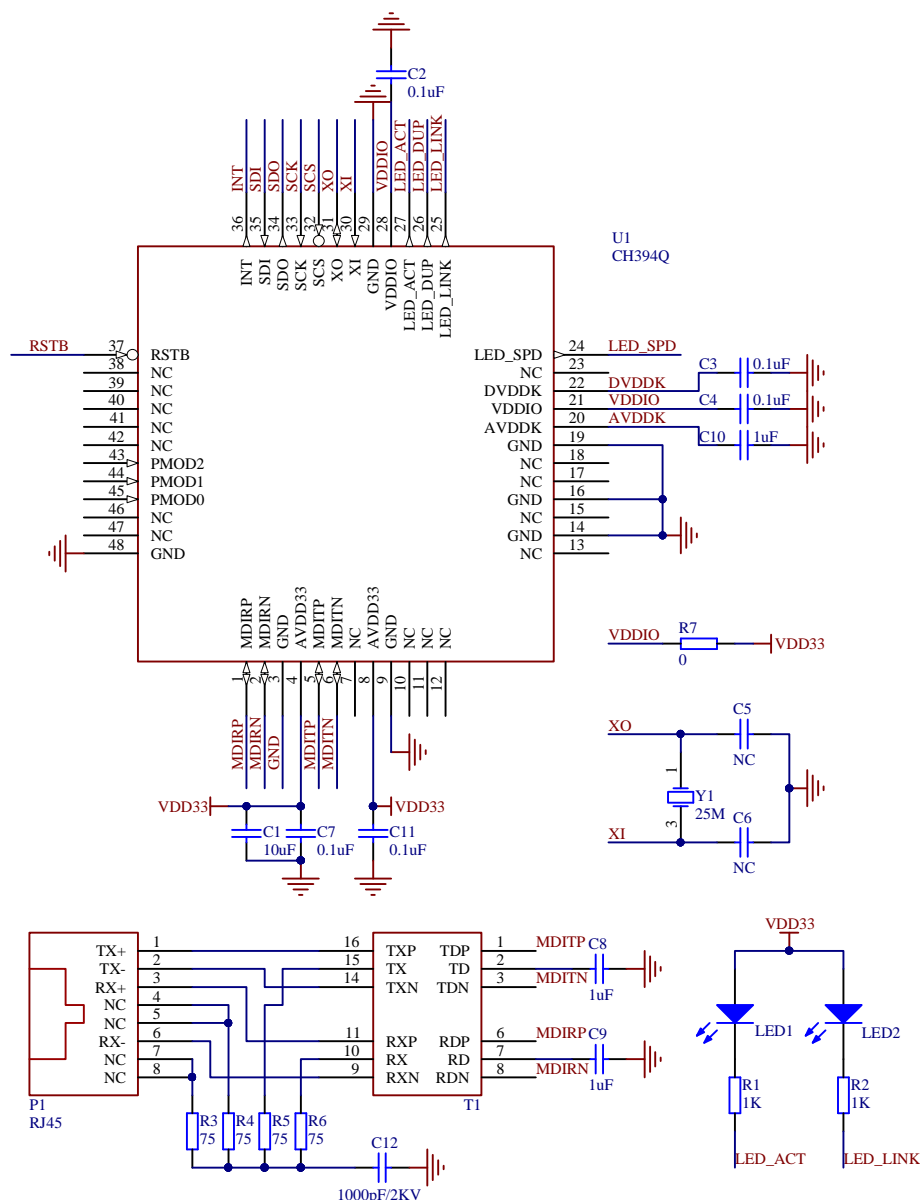 C2
0.1uF
INT
SDI
SDO
SCK
SCS
XO
XI
VDDIO
LED_ACT
LED_DUP
LED_LINK
36
35
34
33
32
31
30
29
28
27
26
25
INT
SDI
SDO
SCK
SCS
XO
XI
GND
VDDIO
LED_ACT
LED_DUP
LED_LINK
U1
CH394Q
RSTB 37 RSTB
38 NC
39 NC
40 NC
41 NC
42 NC
43 PMOD2
44 PMOD1
45 PMOD0
46 NC
47 NC
48 GND
LED_SPD 24 LED_SPD
NC 23
DVDDK 22 DVDDK C3 0.1uF
VDDIO 21 VDDIO C4 0.1uF
AVDDK 20 AVDDK C10 1uF
GND 19
NC 18
NC 17
GND 16
NC 15
GND 14
NC 13
MDIRP
MDIRN
GND
AVDD33
MDITP
MDITN
NC
AVDD33
GND
NC
NC
NC
1
2
3
4
5
6
7
8
9
10
11
12
MDIRP
MDIRN
GND
MDITP
MDITN
VDD33
C1
10uF
C7
0.1uF
VDD33
C11
0.1uF
VDDIO R7 VDD33
0
XO C5
NC
1
Y1
25M
3
XI C6
NC
TX+ 1
TX- 2
RX+ 3
NC 4
NC 5
RX- 6
NC 7
NC 8
P1
RJ45
16 TXP
15 TX
14 TXN
11 RXP
10 RX
9 RXN
TDP 1 MDITP
TD 2 C8
TDN 3 MDITN 1uF
RDP 6 MDIRP
RD 7 C9
RDN 8 MDIRN 1uF
T1
R3
75
R4
75
R5
75
R6
75
C12
1000pF/2KV
VDD33
LED1
LED2
R1
1K
R2
1K
LED_ACT
LED_LINK